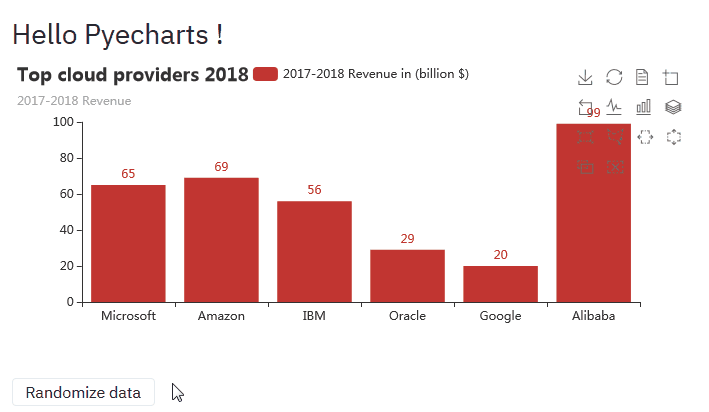 Hello Pyecharts !
Top cloud providers 2018
2017-2018 Revenue in (billion $)
2017-2018 Revenue
100
80
60
40
20
0
65
69
56
29
20
99
Microsoft
Amazon
IBM
Oracle
Google
Alibaba
Randomize data